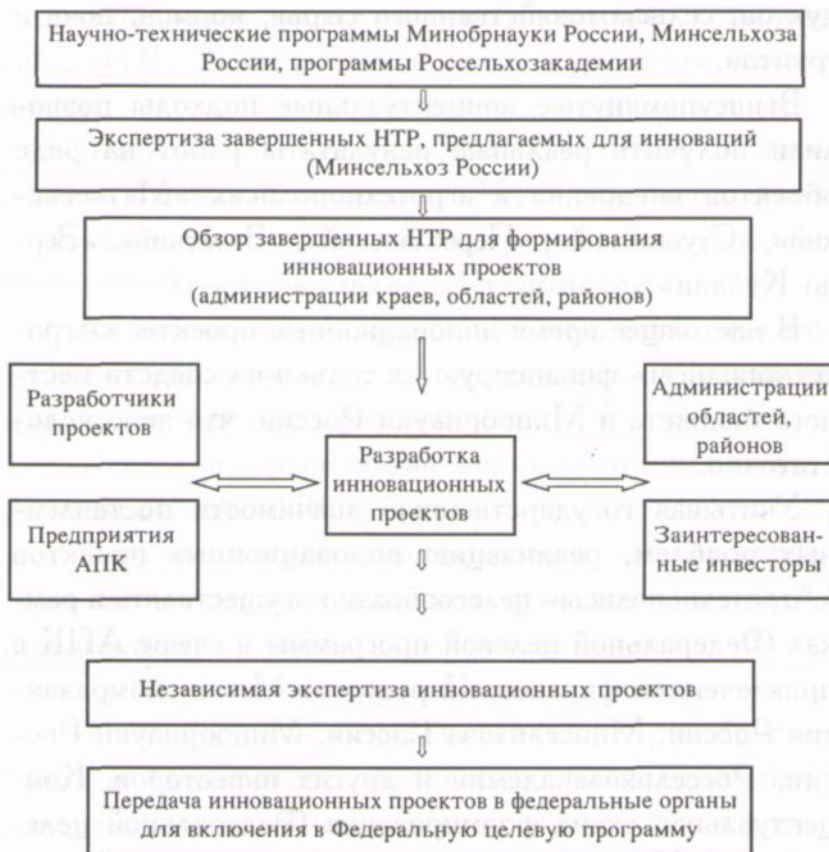 Научно-технические программы Минобрнауки России, Минсельхоза
России, программы Россельхозакадемии
Экспертиза завершенных НТР, предлагаемых для инноваций
(Минсельхоз России)
Обзор завершенных НТР для формирования
инновационных проектов
(администрации краев, областей, районов)
Разработчики
проектов
Предприятия
АПК
Разработка
инновационных
проектов
Администрации
областей,
районов
Заинтересован-
ные инвесторы
Независимая экспертиза инновационных проектов
Передача инновационных проектов в федеральные органы
для включения в Федеральную целевую программу